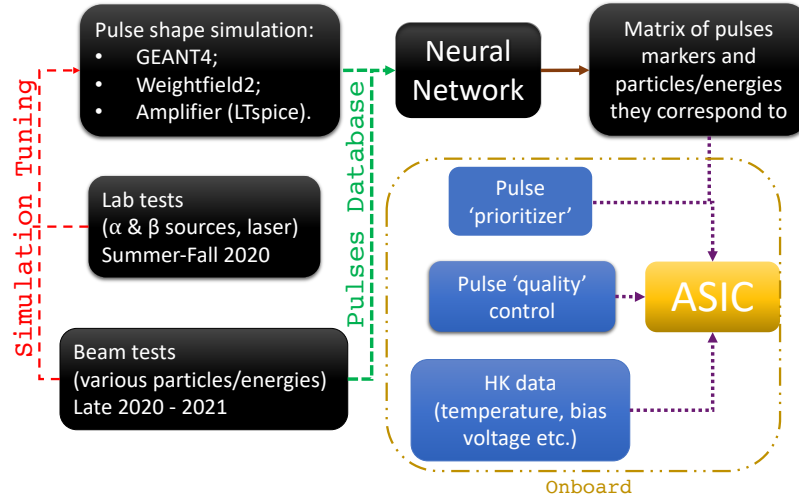 Pulse shape simulation:
• GEANT4;
• Weightfield2;
• Amplifier (LTspice).
Neural
Network
Matrix of pulses
markers and
particles/energies
they correspond to
Simulation Tuning
Lab tests
(α & β sources, laser)
Summer-Fall 2020
Beam tests
(various particles/energies)
Late 2020 - 2021
Pulses Database
Pulse
‘prioritizer’
Pulse ‘quality’
control
HK data
(temperature, bias
voltage etc.)
ASIC
Onboard